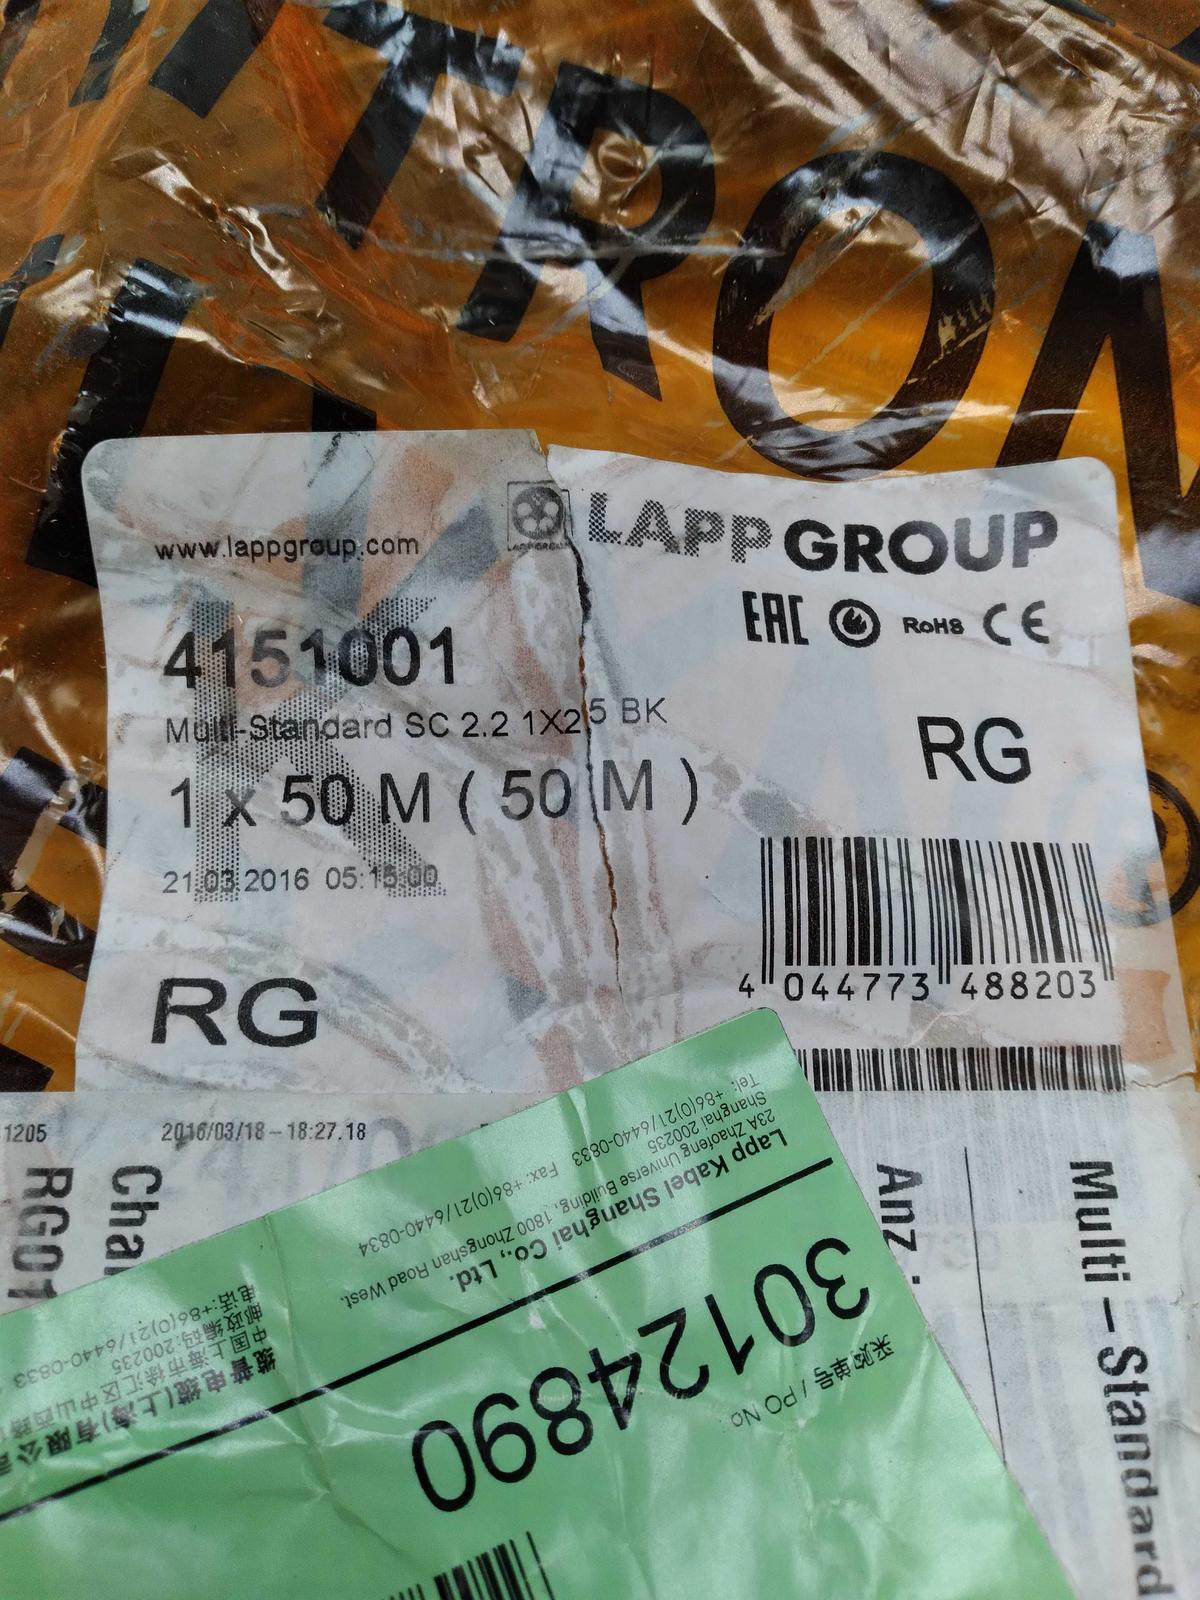 TRON
www.lappgroup.com
LAPP GROUP
LAPP GROUP
EAC RoHS CE
4151001
Multi-Standard SC 2.2 1X25 BK
1 x 50 M ( 50 M )
RG
21.03.2016 05:15:00
K
RG
4 044773 488203
1205
2016/03/18 – 18:27.18
RG01
Cha
Anz.:
Multi – Standard
采购单号 / PO No
30124890
Lapp Kabel Shanghai Co., Ltd.
23A Zhaofeng Universe Building, 1800 Zhongshan Road West.
Shanghai 200235
Tel: +86(0)21/6440-0833 Fax: +86(0)21/6440-0834
缆普电缆(上海)有限公司
中国上海市徐汇区中山西路
邮政编码:200235
电话:+86(0)21/6440-0833